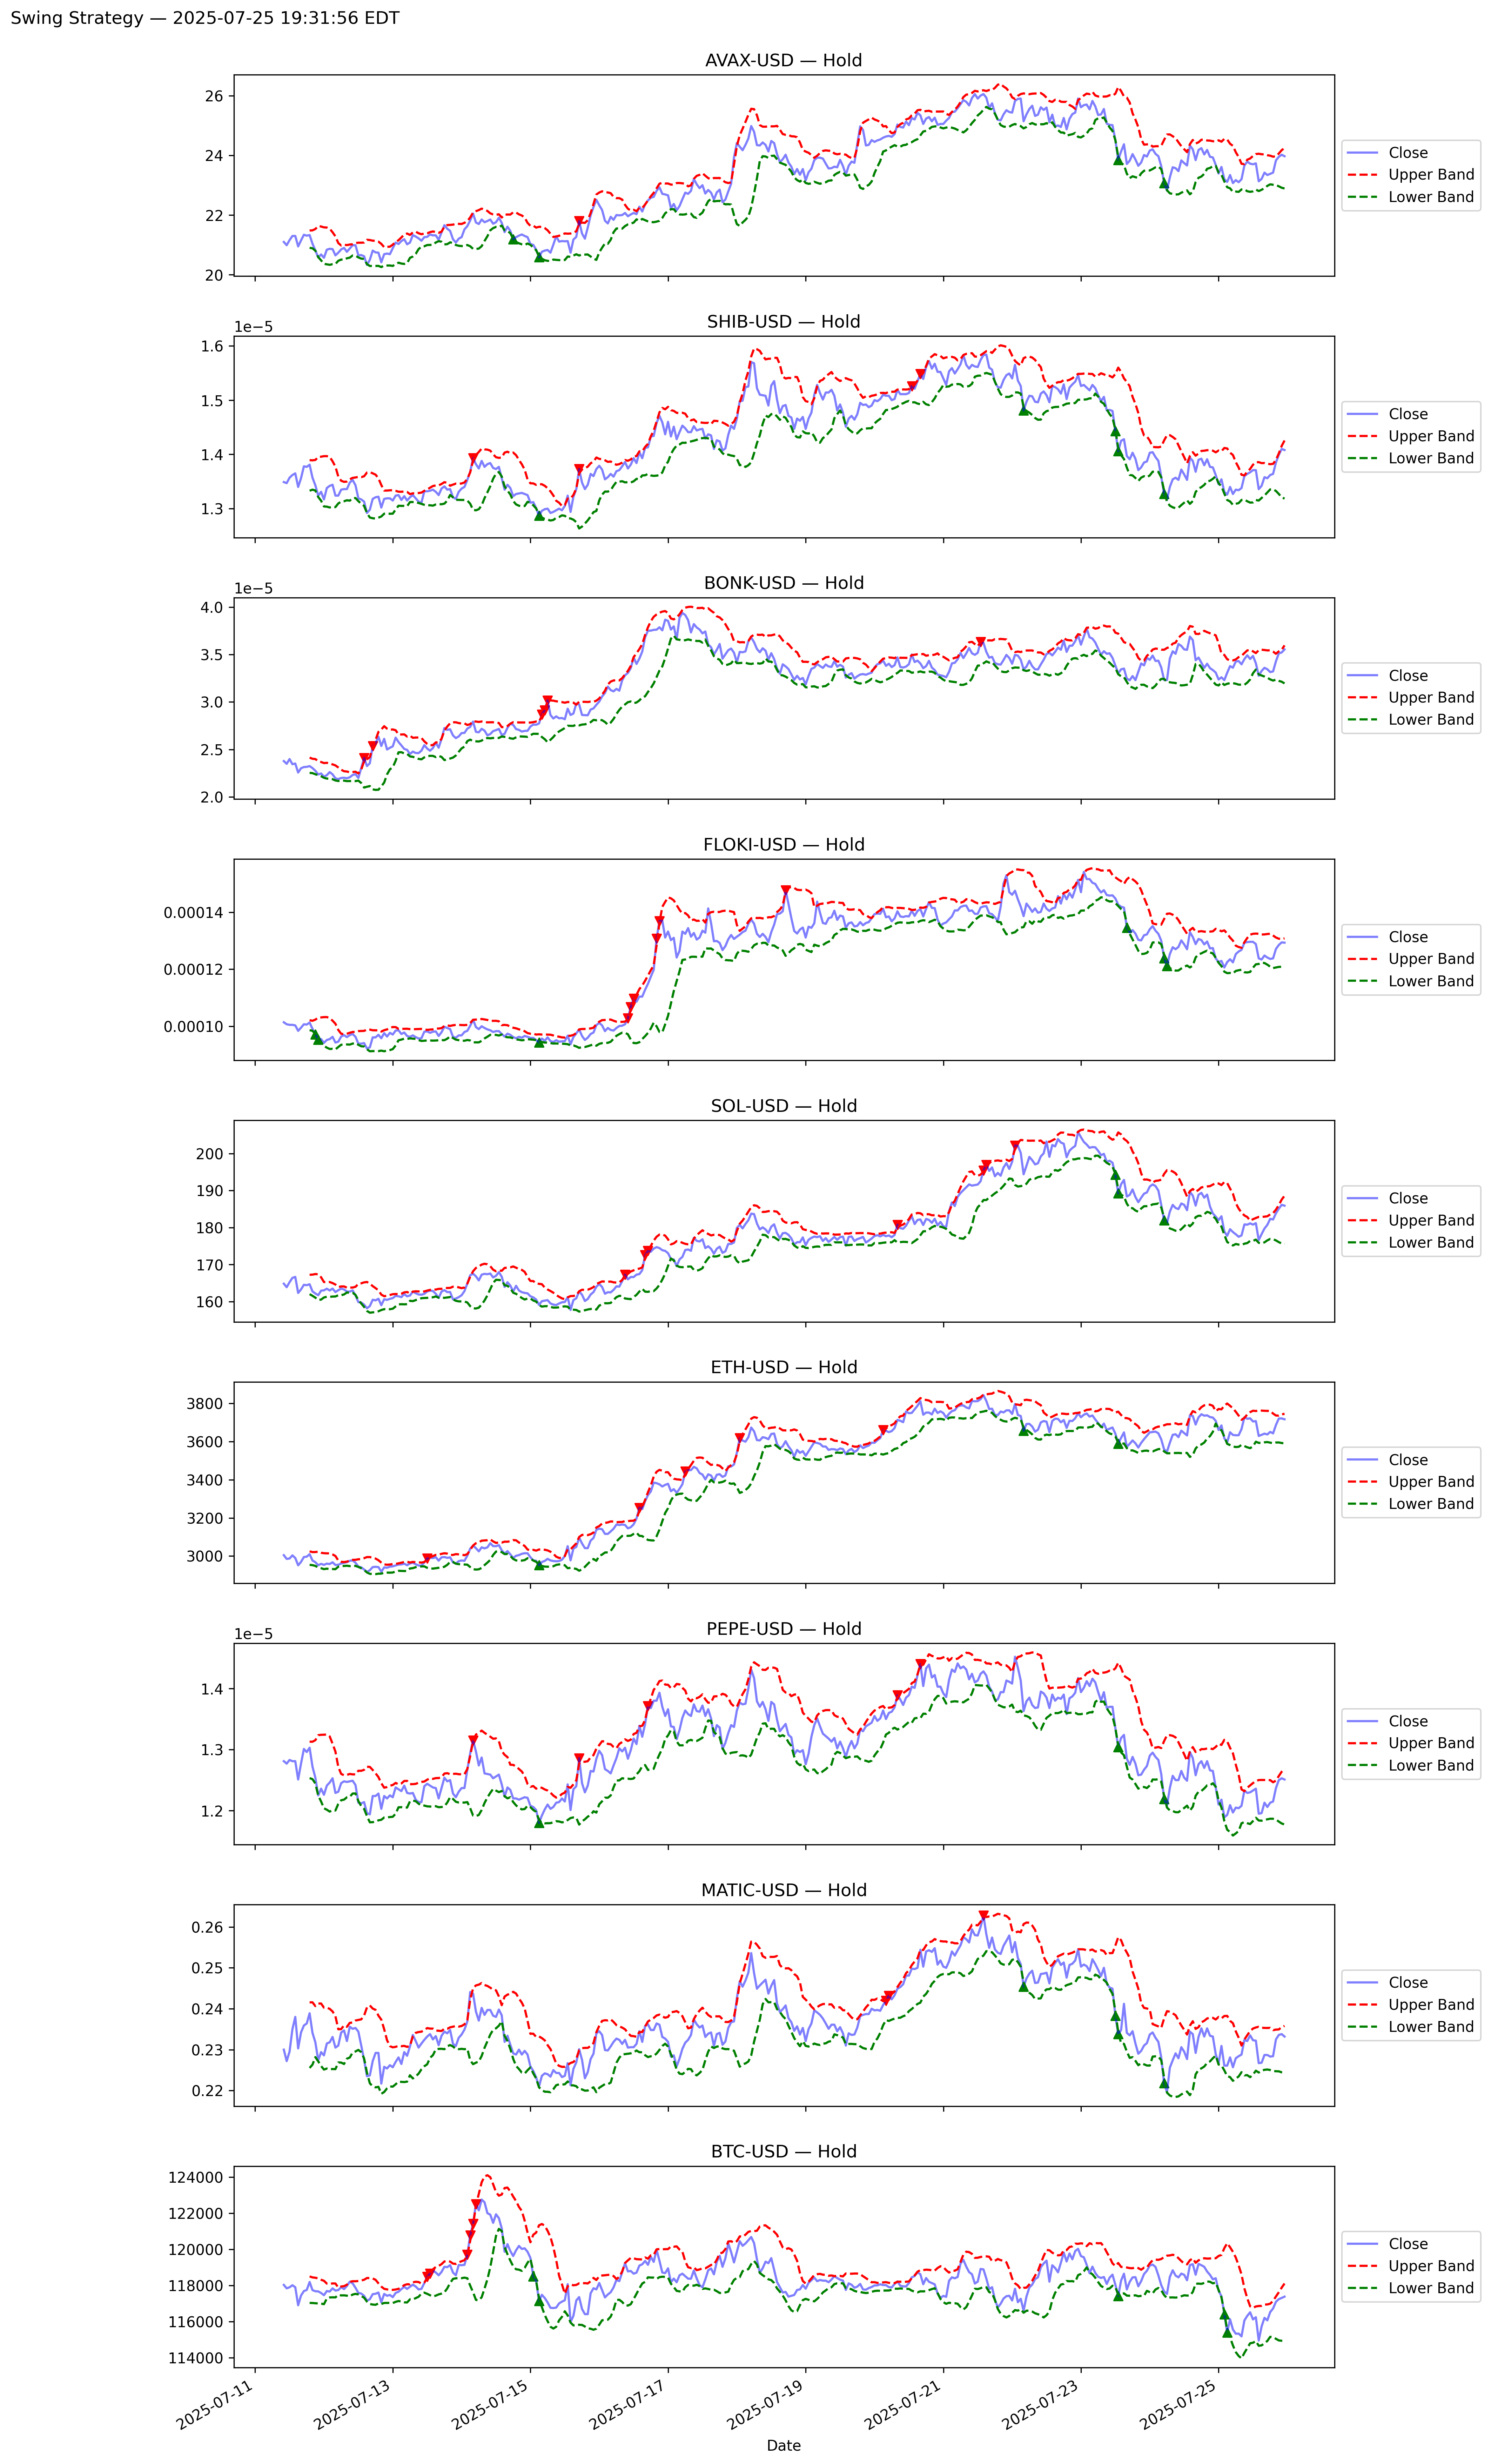 Swing Strategy — 2025-07-25 19:31:56 EDT
AVAX-USD — Hold
26
24
22
20
Close
Upper Band
Lower Band
SHIB-USD — Hold
1e−5
1.6
1.5
1.4
1.3
Close
Upper Band
Lower Band
BONK-USD — Hold
1e−5
4.0
3.5
3.0
2.5
2.0
Close
Upper Band
Lower Band
FLOKI-USD — Hold
0.00014
0.00012
0.00010
Close
Upper Band
Lower Band
SOL-USD — Hold
200
190
180
170
160
Close
Upper Band
Lower Band
ETH-USD — Hold
3800
3600
3400
3200
3000
Close
Upper Band
Lower Band
PEPE-USD — Hold
1e−5
1.4
1.3
1.2
Close
Upper Band
Lower Band
MATIC-USD — Hold
0.26
0.25
0.24
0.23
0.22
Close
Upper Band
Lower Band
BTC-USD — Hold
124000
122000
120000
118000
116000
114000
Close
Upper Band
Lower Band
2025-07-11
2025-07-13
2025-07-15
2025-07-17
2025-07-19
2025-07-21
2025-07-23
2025-07-25
Date